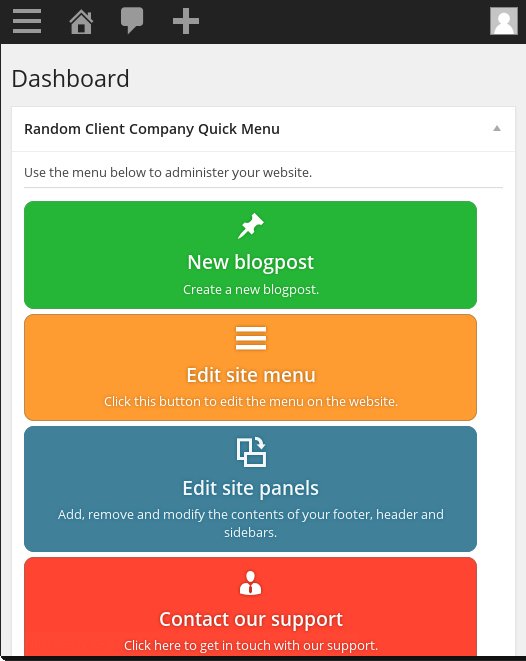 Dashboard
Random Client Company Quick Menu
Use the menu below to administer your website.
New blogpost
Create a new blogpost.
Edit site menu
Click this button to edit the menu on the website.
Edit site panels
Add, remove and modify the contents of your footer, header and
sidebars.
Contact our support
Click here to get in touch with our support.